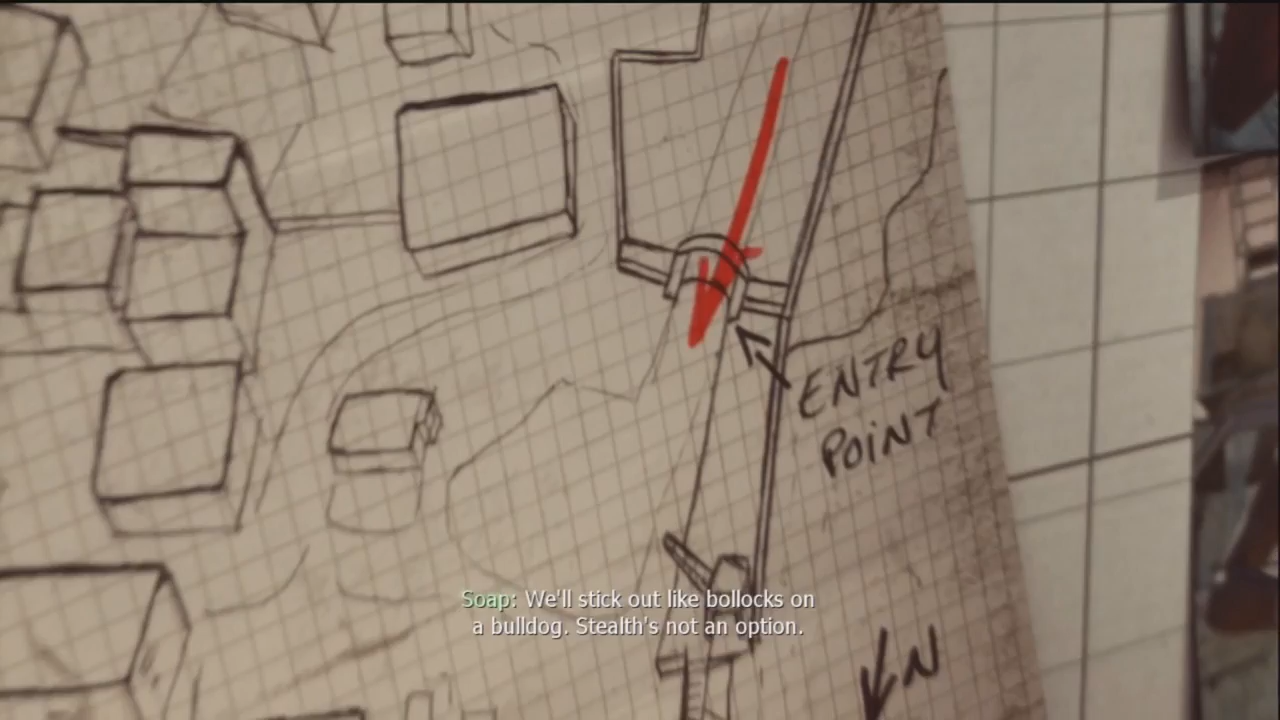 ENTRY
POINT
Soap: We'll stick out like bollocks on
a bulldog. Stealth's not an option.
N